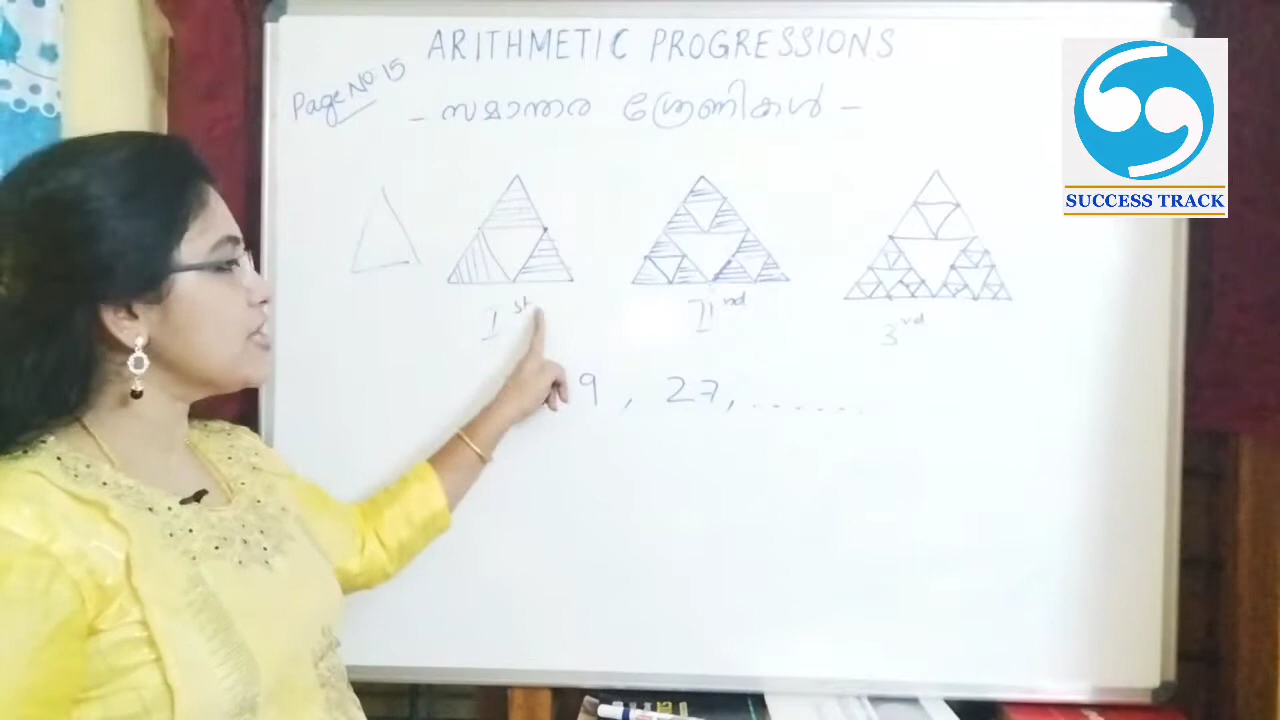 ARITHMETIC PROGRESSIONS
Page No: 15
- സമാന്തര ശ്രേണികൾ -
SUCCESS TRACK
1st
2nd
3rd
9, 27, .......